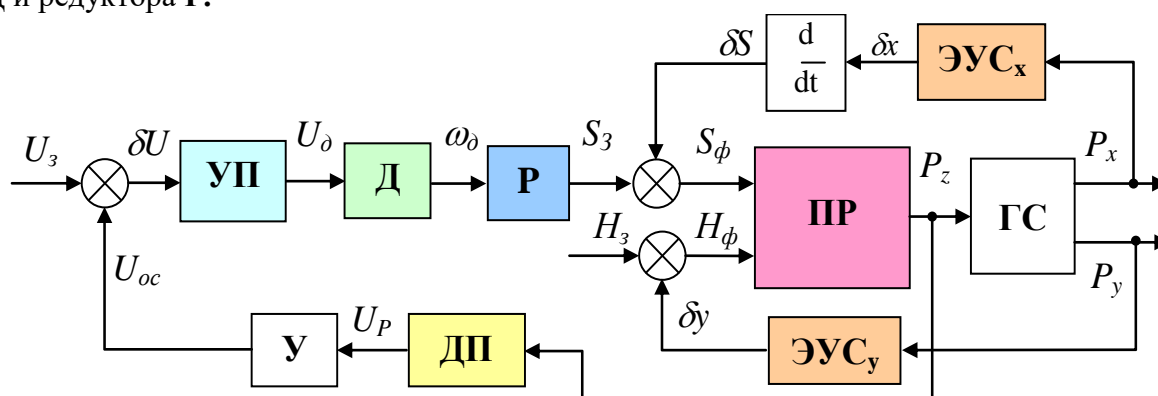 ц и редуктора Р.
d
dt
δS
δx
ЭУСx
Uз
δU
Uд
ωд
SЗ
Sф
Px
УП
Д
Р
ПР
Pz
ГС
Hз
Hф
Uос
Py
δy
UР
У
ДП
ЭУСy